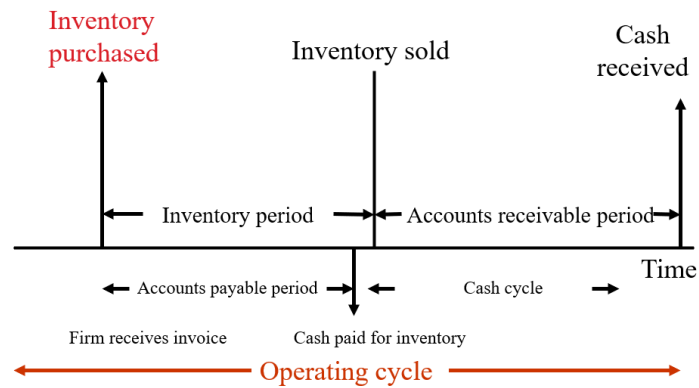 Inventory
purchased
Inventory sold
Cash
received
Inventory period
Accounts receivable period
Time
Accounts payable period
Cash cycle
Firm receives invoice
Cash paid for inventory
Operating cycle